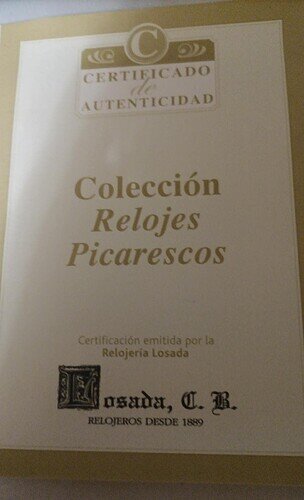 C
CERTIFICADO
de
AUTENTICIDAD
Colección
Relojes
Picarescos
Certificación emitida por la
Relojería Losada
Losada, C. B.
RELOJEROS DESDE 1889